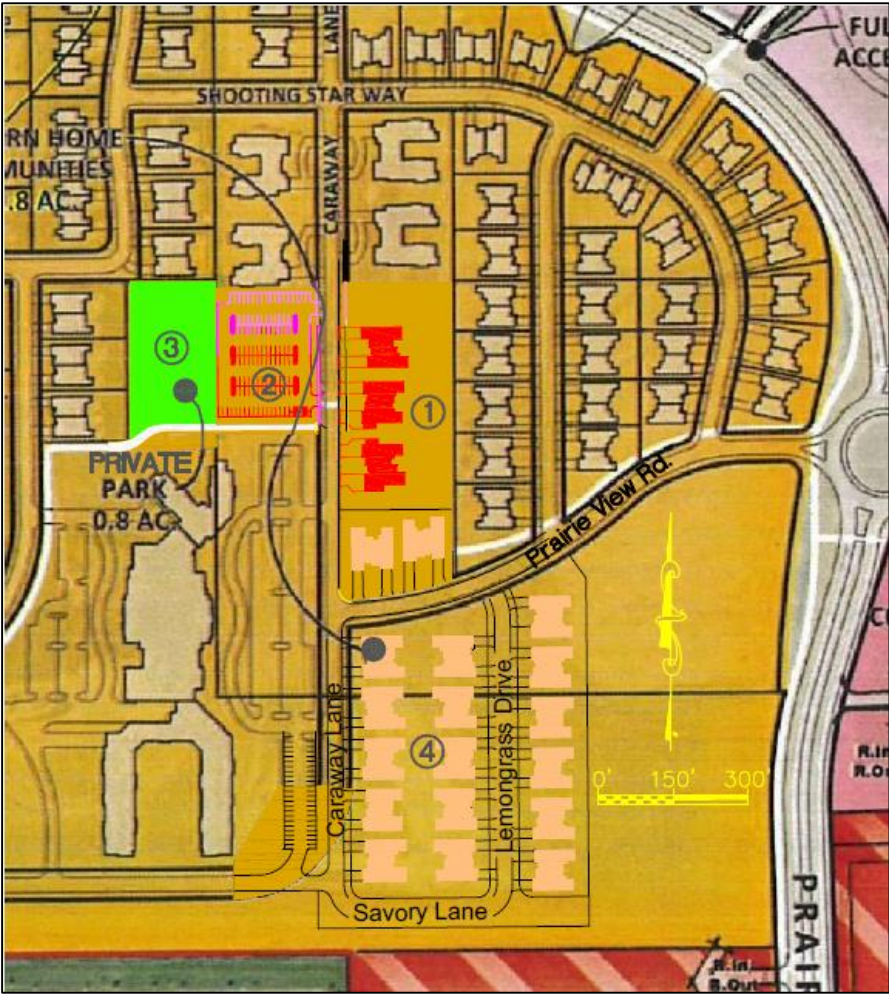 FUL
ACCE
LANE
SHOOTING STAR WAY
RN HOME
MUNITIES
.8 AC.
CARAWAY
③
②
①
PRIVATE
PARK
0.8 AC
Prairie View Rd.
Caraway Lane
④
Lemongrass Drive
0' 150' 300'
R.In
R.Ou
Savory Lane
PRAIR
R.In
R.Out